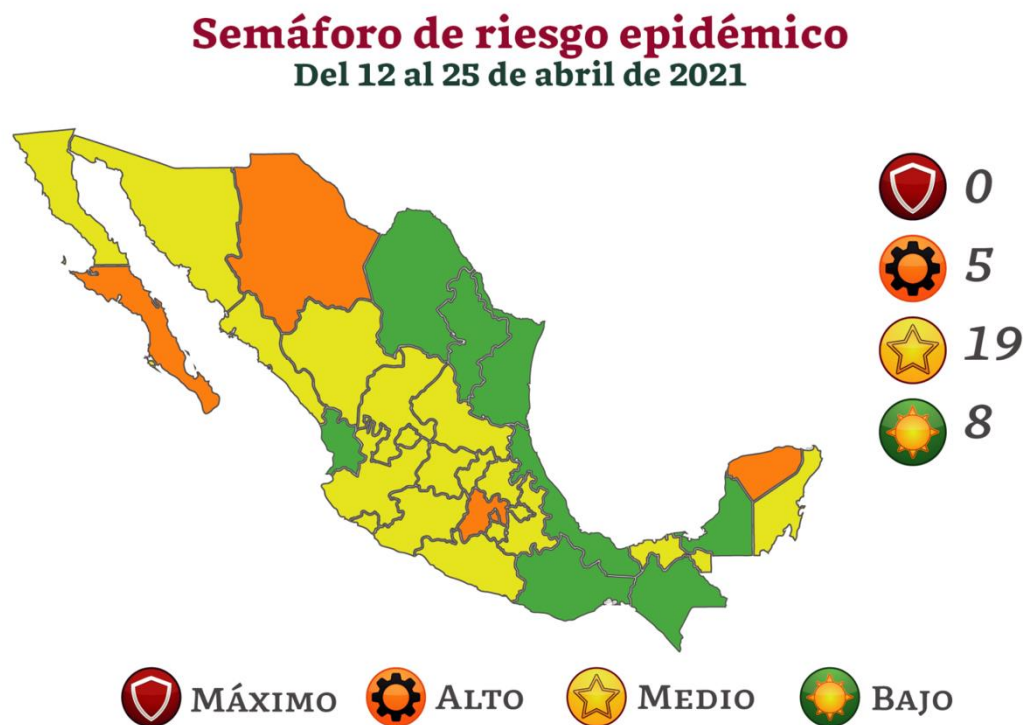 Semáforo de riesgo epidémico
Del 12 al 25 de abril de 2021
0
5
19
8
MÁXIMO
ALTO
MEDIO
BAJO